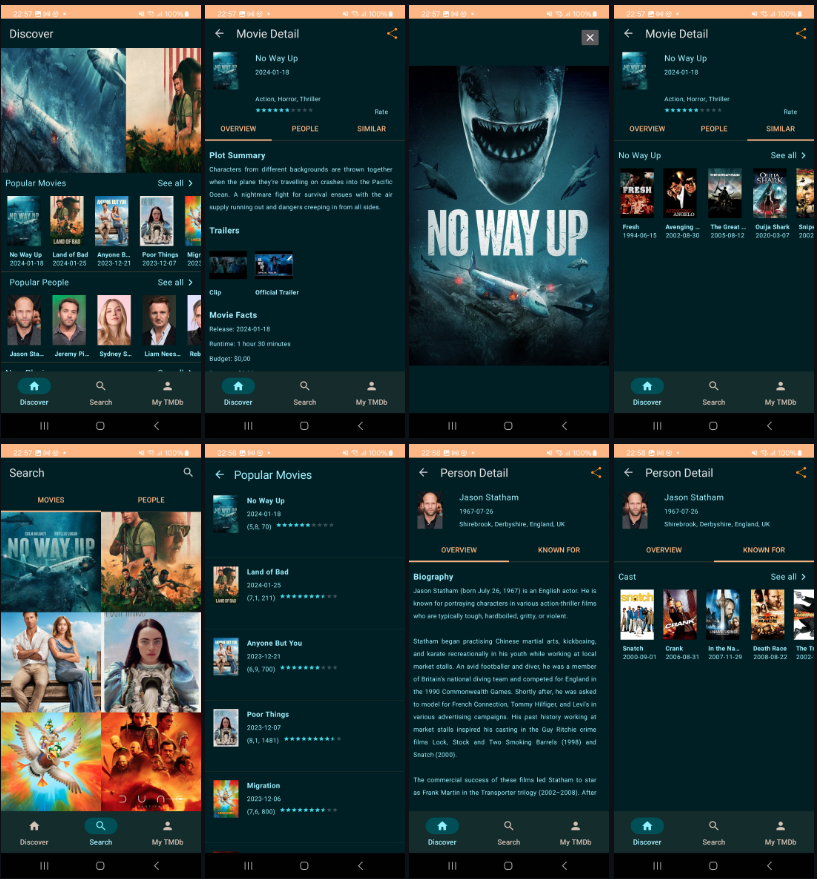 22:57 100%
Discover
Popular Movies See all
No Way Up Land of Bad Anyone B... Poor Things Migr
2024-01-18 2024-01-25 2023-12-21 2023-12-07 2023
Popular People See all
Jason Sta... Jeremy Pi... Sydney S... Liam Nees... Reb
Discover Search My TMDb
22:57 100%
Movie Detail
No Way Up
2024-01-18
Action, Horror, Thriller
Rate
OVERVIEW PEOPLE SIMILAR
Plot Summary
Characters from different backgrounds are thrown together
when the plane they're travelling on crashes into the Pacific
Ocean. A nightmare fight for survival ensues with the air
supply running out and dangers creeping in from all sides.
Trailers
Clip Official Trailer
Movie Facts
Release: 2024-01-18
Runtime: 1 hour 30 minutes
Budget: $0,00
Discover Search My TMDb
NO WAY UP
22:57 100%
Movie Detail
No Way Up
2024-01-18
Action, Horror, Thriller
Rate
OVERVIEW PEOPLE SIMILAR
No Way Up See all
FRESH ANGELO OUIJA SHARK
Fresh Avenging ... The Great ... Ouija Shark Snipe
1994-06-15 2002-08-30 2005-08-12 2020-03-07 2002
Discover Search My TMDb
22:57 100%
Search
MOVIES PEOPLE
NO WAY UP
DUN
Discover Search My TMDb
22:58 100%
Popular Movies
No Way Up
2024-01-18
(5,8, 70)
Land of Bad
2024-01-25
(7,1, 211)
Anyone But You
2023-12-21
(6,9, 700)
Poor Things
2023-12-07
(8,1, 1481)
Migration
2023-12-06
(7,6, 800)
22:58 100%
Person Detail
Jason Statham
1967-07-26
Shirebrook, Derbyshire, England, UK
OVERVIEW KNOWN FOR
Biography
Jason Statham (born July 26, 1967) is an English actor. He is
known for portraying characters in various action-thriller films
who are typically tough, hardboiled, gritty, or violent.
Statham began practising Chinese martial arts, kickboxing,
and karate recreationally in his youth while working at local
market stalls. An avid footballer and diver, he was a member
of Britain's national diving team and competed for England in
the 1990 Commonwealth Games. Shortly after, he was asked
to model for French Connection, Tommy Hilfiger, and Levi's in
various advertising campaigns. His past history working at
market stalls inspired his casting in the Guy Ritchie crime
films Lock, Stock and Two Smoking Barrels (1998) and
Snatch (2000).
The commercial success of these films led Statham to star
as Frank Martin in the Transporter trilogy (2002–2008). After
Discover Search My TMDb
22:58 100%
Person Detail
Jason Statham
1967-07-26
Shirebrook, Derbyshire, England, UK
OVERVIEW KNOWN FOR
Cast See all
snatch CRANK DEATH RACE
Snatch Crank In the Na... Death Race The Tr
2000-09-01 2006-08-31 2007-11-29 2008-08-22 2002-
Discover Search My TMDb